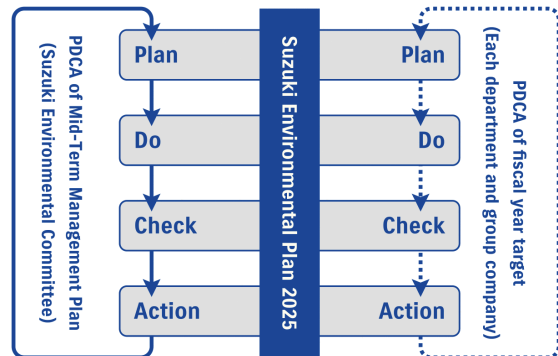 PDCA of Mid-Term Management Plan
(Suzuki Environmental Committee)
Plan
Do
Check
Action
Suzuki Environmental Plan 2025
Plan
Do
Check
Action
PDCA of fiscal year target
(Each department and group company)